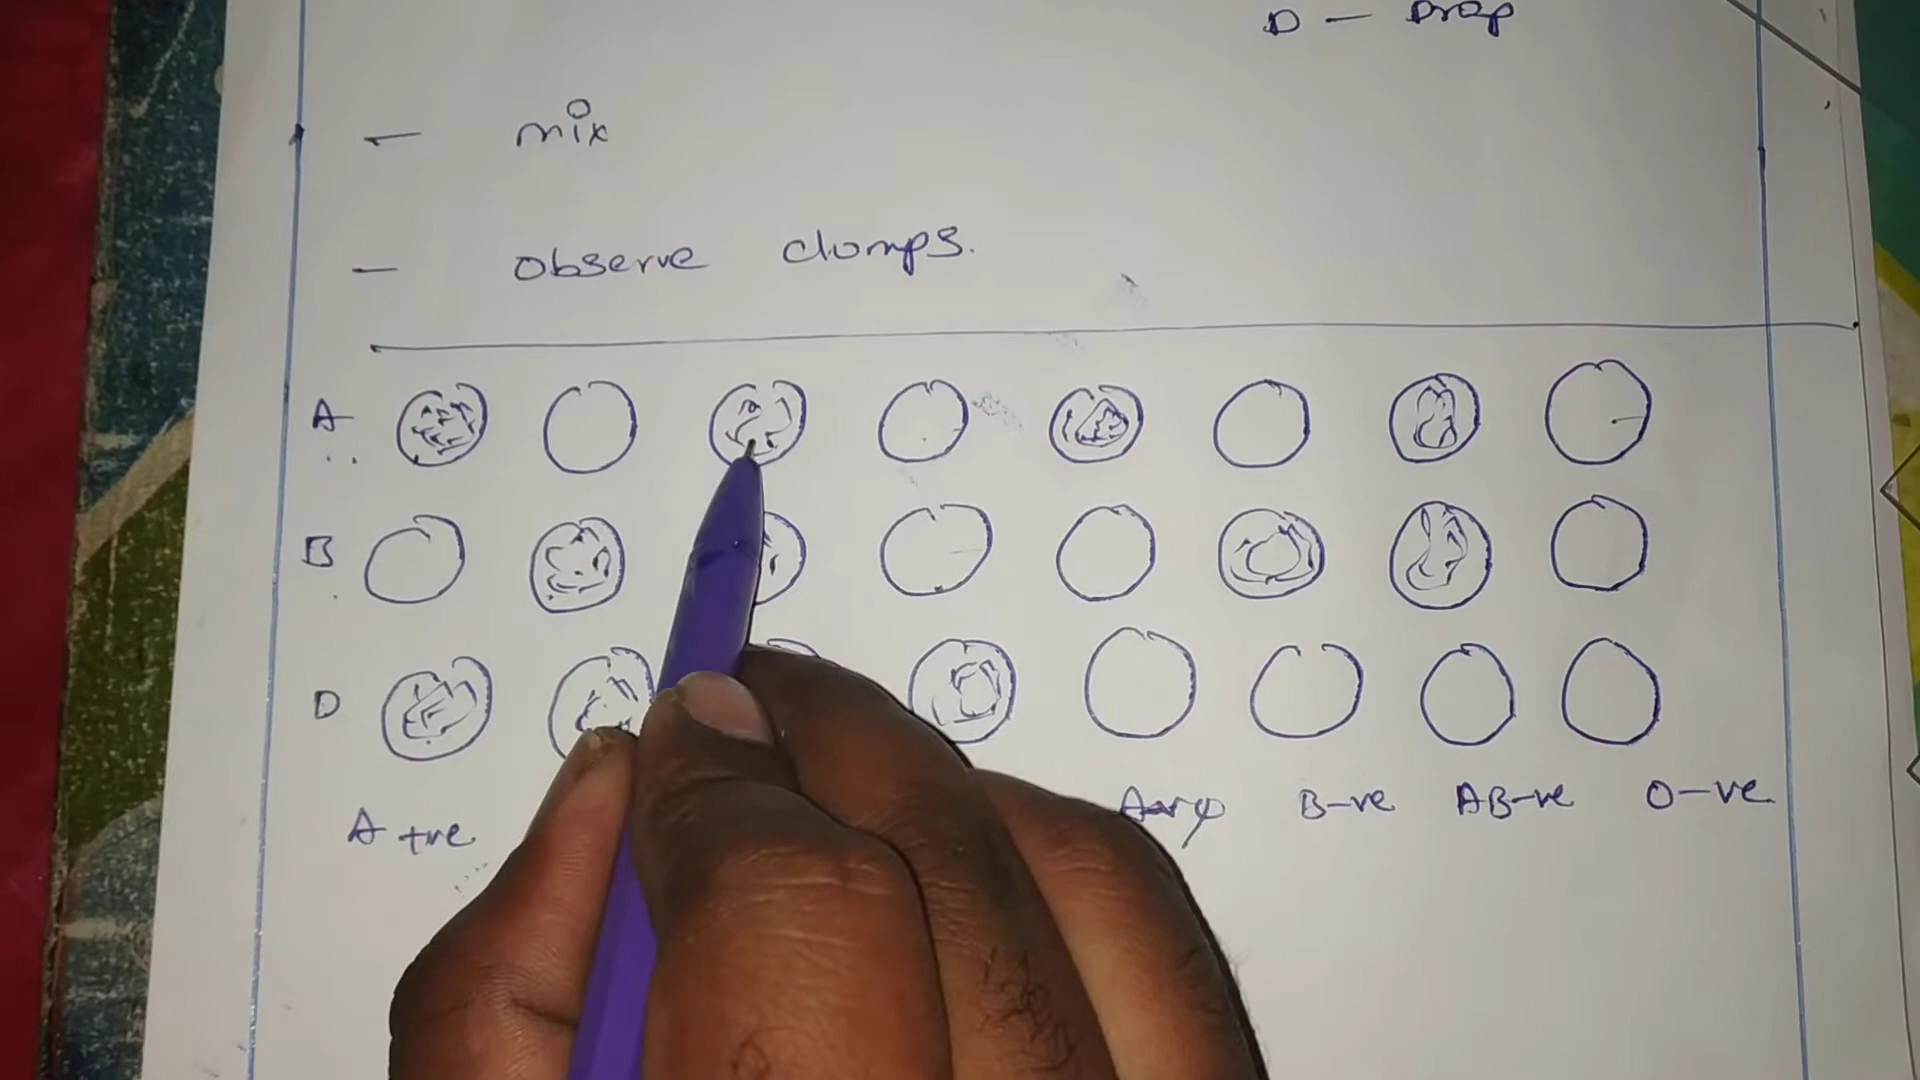 D - Drop
- mix
- Observe clumps.
A
B
D
A +ve B-ve AB-ve O-ve